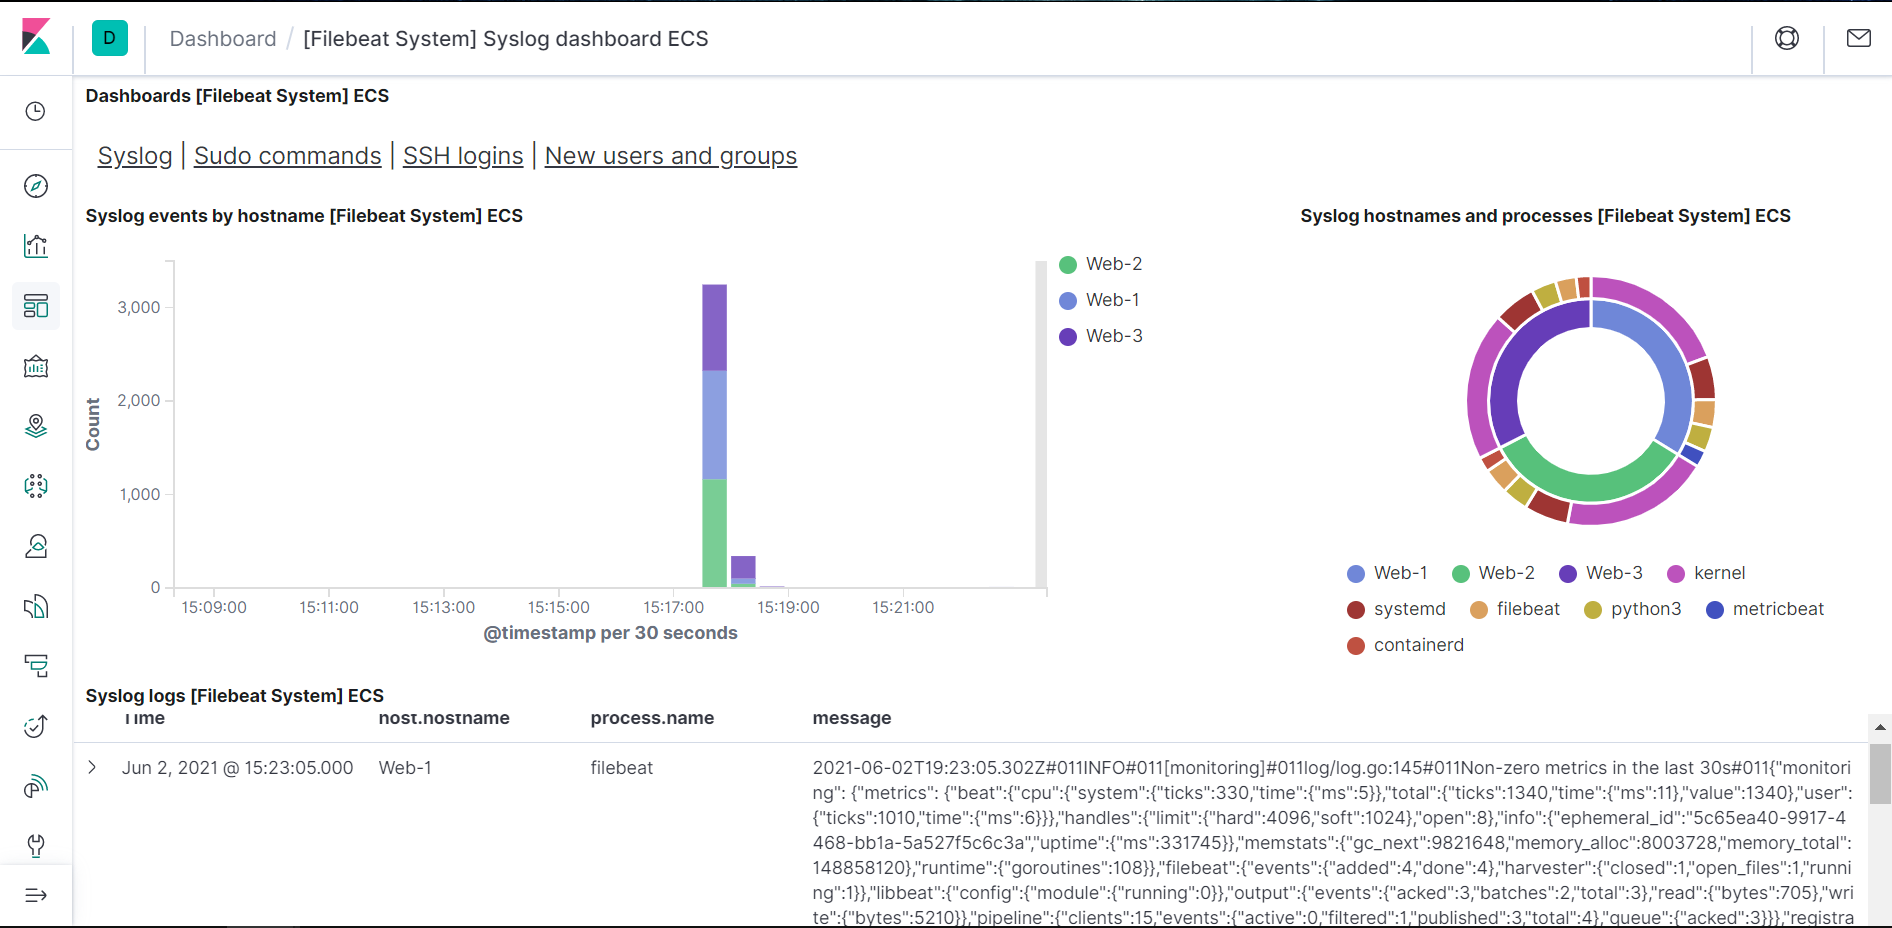 D
Dashboard / [Filebeat System] Syslog dashboard ECS
Dashboards [Filebeat System] ECS
Syslog | Sudo commands | SSH logins | New users and groups
Syslog events by hostname [Filebeat System] ECS
Count
3,000
2,000
1,000
0
15:09:00 15:11:00 15:13:00 15:15:00 15:17:00 15:19:00 15:21:00
@timestamp per 30 seconds
Web-2
Web-1
Web-3
Syslog hostnames and processes [Filebeat System] ECS
Web-1 Web-2 Web-3 kernel
systemd filebeat python3 metricbeat
containerd
Syslog logs [Filebeat System] ECS
Time host.hostname process.name message
Jun 2, 2021 @ 15:23:05.000 Web-1 filebeat 2021-06-02T19:23:05.302Z#011INFO#011[monitoring]#011log/log.go:145#011Non-zero metrics in the last 30s#011{"monitori
ng": {"metrics": {"beat":{"cpu":{"system":{"ticks":330,"time":{"ms":5}},"total":{"ticks":1340,"time":{"ms":11},"value":1340},"user":
{"ticks":1010,"time":{"ms":6}}},"handles":{"limit":{"hard":4096,"soft":1024},"open":8},"info":{"ephemeral_id":"5c65ea40-9917-4
468-bb1a-5a527f5c6c3a","uptime":{"ms":331745}},"memstats":{"gc_next":9821648,"memory_alloc":8003728,"memory_total":
148858120},"runtime":{"goroutines":108}},"filebeat":{"events":{"added":4,"done":4},"harvester":{"closed":1,"open_files":1,"runni
ng":1}},"libbeat":{"config":{"module":{"running":0}},"output":{"events":{"acked":3,"batches":2,"total":3},"read":{"bytes":705},"wri
te":{"bytes":5210}},"pipeline":{"clients":15,"events":{"active":0,"filtered":1,"published":3,"total":4},"queue":{"acked":3}}},"registra